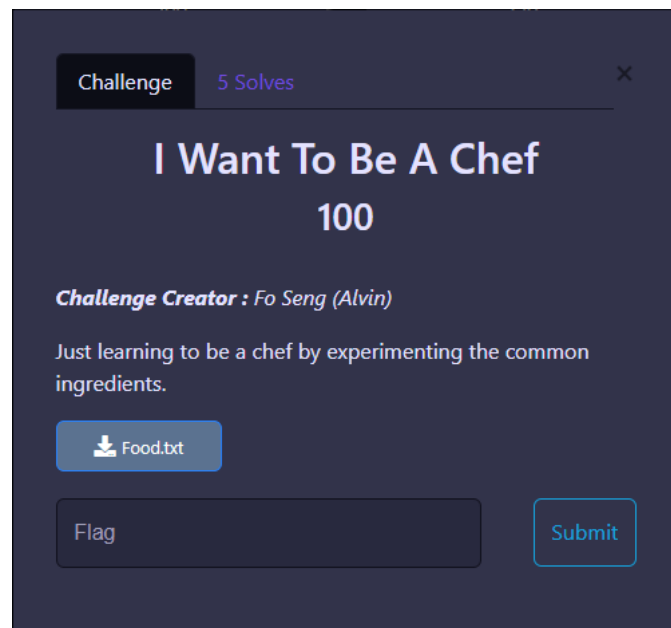 Challenge
5 Solves
×
I Want To Be A Chef
100
Challenge Creator : Fo Seng (Alvin)
Just learning to be a chef by experimenting the common
ingredients.
Food.txt
Flag
Submit